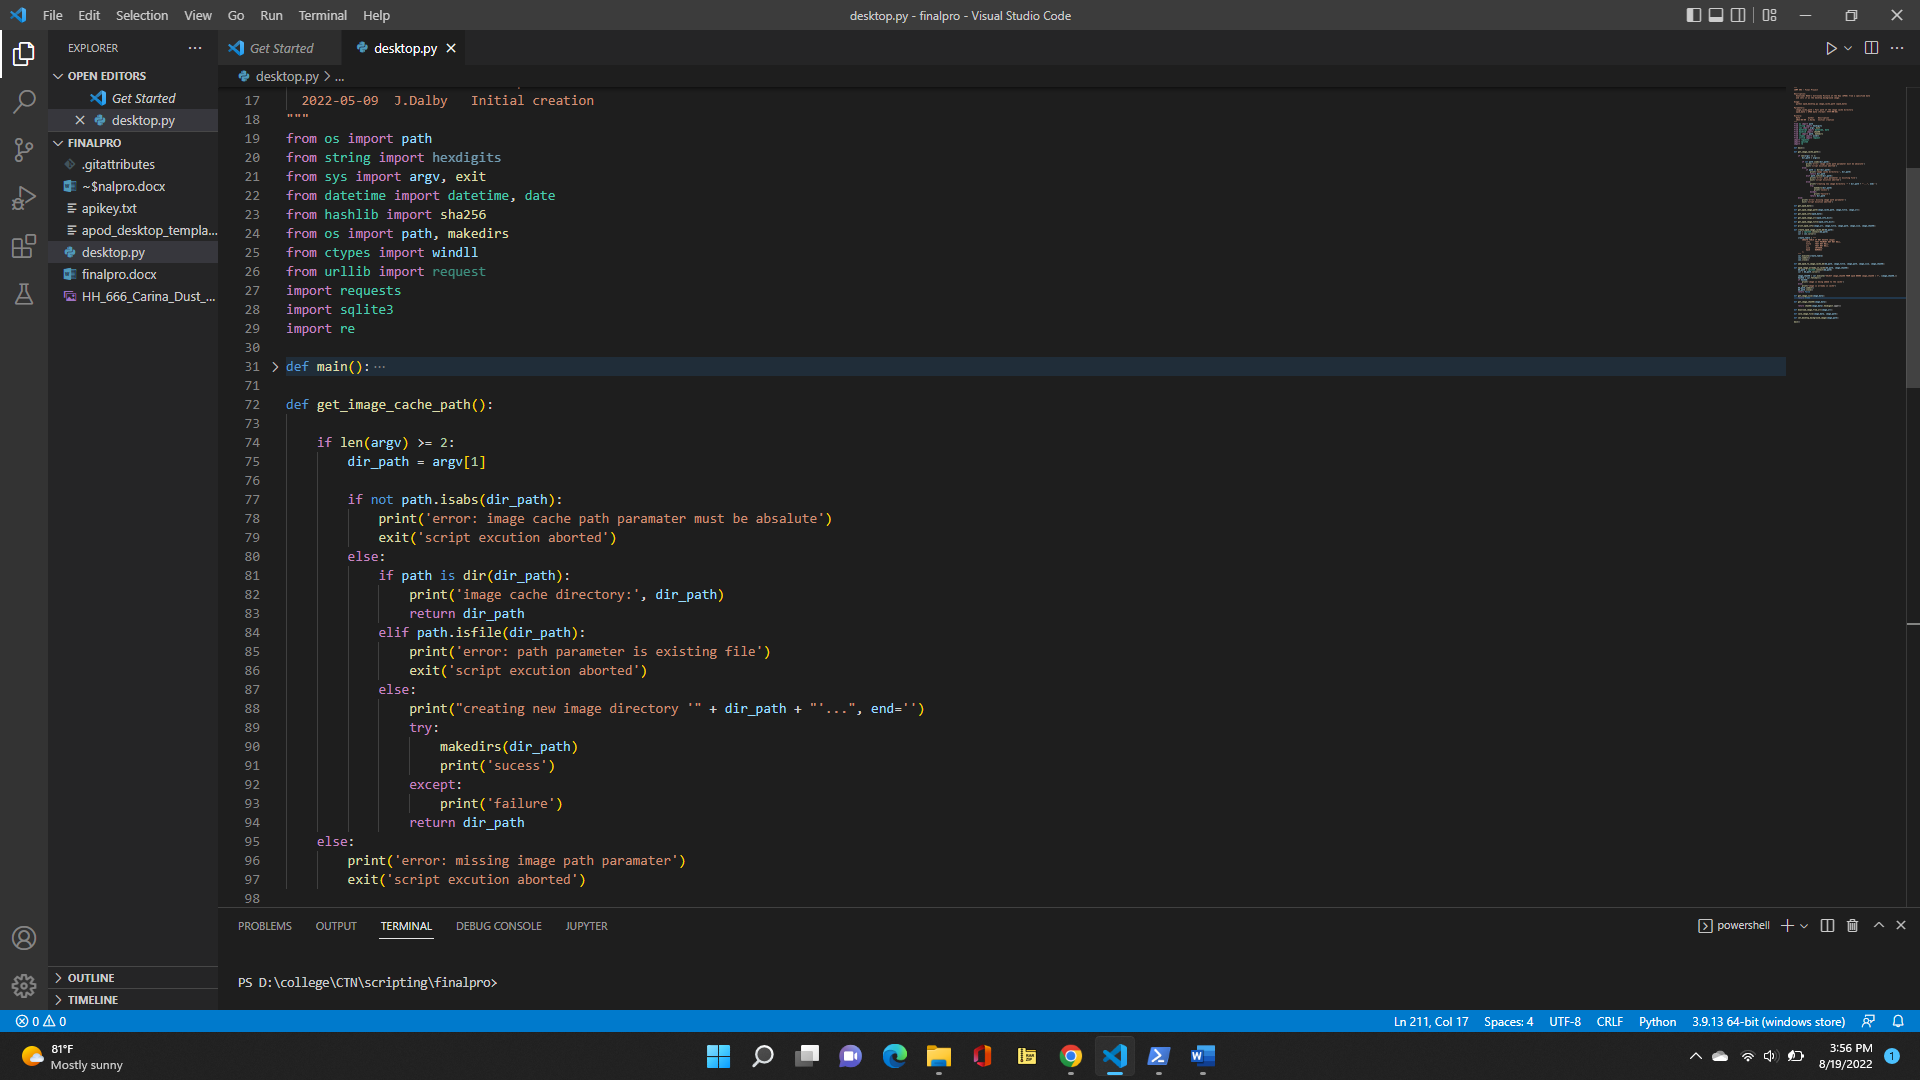 File Edit Selection View Go Run Terminal Help
desktop.py - finalpro - Visual Studio Code
EXPLORER
OPEN EDITORS
Get Started
desktop.py
FINALPRO
.gitattributes
~$nalpro.docx
apikey.txt
apod_desktop_templa...
desktop.py
finalpro.docx
HH_666_Carina_Dust_...
OUTLINE
TIMELINE
Get Started desktop.py
desktop.py > ...
17 2022-05-09 J.Dalby Initial creation
18 """
19 from os import path
20 from string import hexdigits
21 from sys import argv, exit
22 from datetime import datetime, date
23 from hashlib import sha256
24 from os import path, makedirs
25 from ctypes import windll
26 from urllib import request
27 import requests
28 import sqlite3
29 import re
30
31 def main(): ...
71
72 def get_image_cache_path():
73
74 if len(argv) >= 2:
75 dir_path = argv[1]
76
77 if not path.isabs(dir_path):
78 print('error: image cache path paramater must be absalute')
79 exit('script excution aborted')
80 else:
81 if path is dir(dir_path):
82 print('image cache directory:', dir_path)
83 return dir_path
84 elif path.isfile(dir_path):
85 print('error: path parameter is existing file')
86 exit('script excution aborted')
87 else:
88 print("creating new image directory '" + dir_path + "'...", end='')
89 try:
90 makedirs(dir_path)
91 print('sucess')
92 except:
93 print('failure')
94 return dir_path
95 else:
96 print('error: missing image path paramater')
97 exit('script excution aborted')
98
PROBLEMS OUTPUT TERMINAL DEBUG CONSOLE JUPYTER
powershell
PS D:\college\CTN\scripting\finalpro>
0 0
Ln 211, Col 17 Spaces: 4 UTF-8 CRLF Python 3.9.13 64-bit (windows store)
81°F
Mostly sunny
3:56 PM
8/19/2022
1